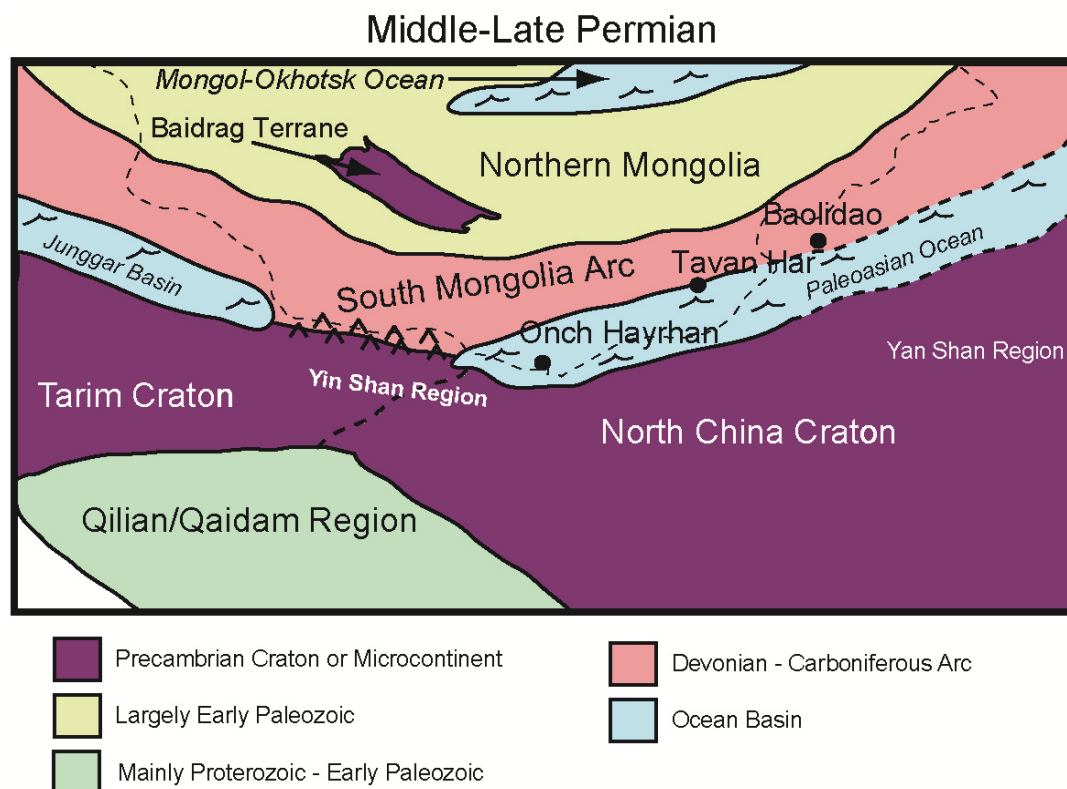 Middle-Late Permian
Mongol-Okhotsk Ocean
Baidrag Terrane
Northern Mongolia
Baolidao
Junggar Basin
South Mongolia Arc
Tavan Har
Paleoasian Ocean
Onch Hayrhan
Yan Shan Region
Yin Shan Region
Tarim Craton
North China Craton
Qilian/Qaidam Region
Precambrian Craton or Microcontinent
Devonian - Carboniferous Arc
Largely Early Paleozoic
Ocean Basin
Mainly Proterozoic - Early Paleozoic